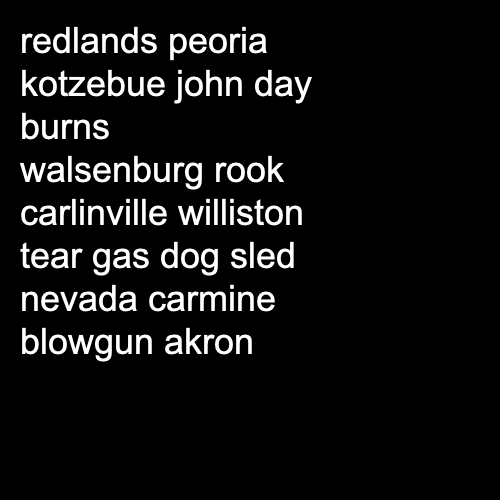 redlands peoria
kotzebue john day
burns
walsenburg rook
carlinville williston
tear gas dog sled
nevada carmine
blowgun akron